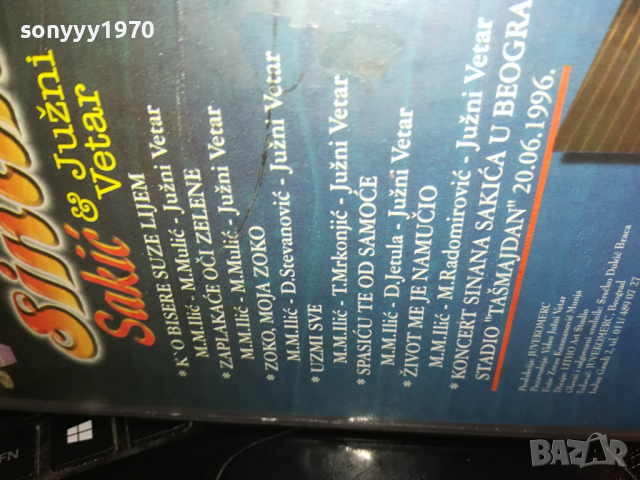 sonyyy1970
Sinan
Sakić & Južni
Vetar
* K'O BISERE SUZE LIJEM
M.M.Ilić - M.Mulić - Južni Vetar
* ZAPLAKAĆE OČI ZELENE
M.M.Ilić - M.Mulić - Južni Vetar
* ZOKO, MOJA ZOKO
M.M.Ilić - D.Stevanović - Južni Vetar
* UZMI SVE
M.M.Ilić - T.Mrkonjić - Južni Vetar
* SPASIĆU TE OD SAMOĆE
M.M.Ilić - D.Jetula - Južni Vetar
* ŽIVOT ME JE NAMUČIO
M.M.Ilić - M.Radomirović - Južni Vetar
* KONCERT SINANA SAKIĆA U BEOGRA
STADIO "TAŠMAJDAN" 20.06.1996.
Produkcija: JUVEKOMERC
FN
BAZAR